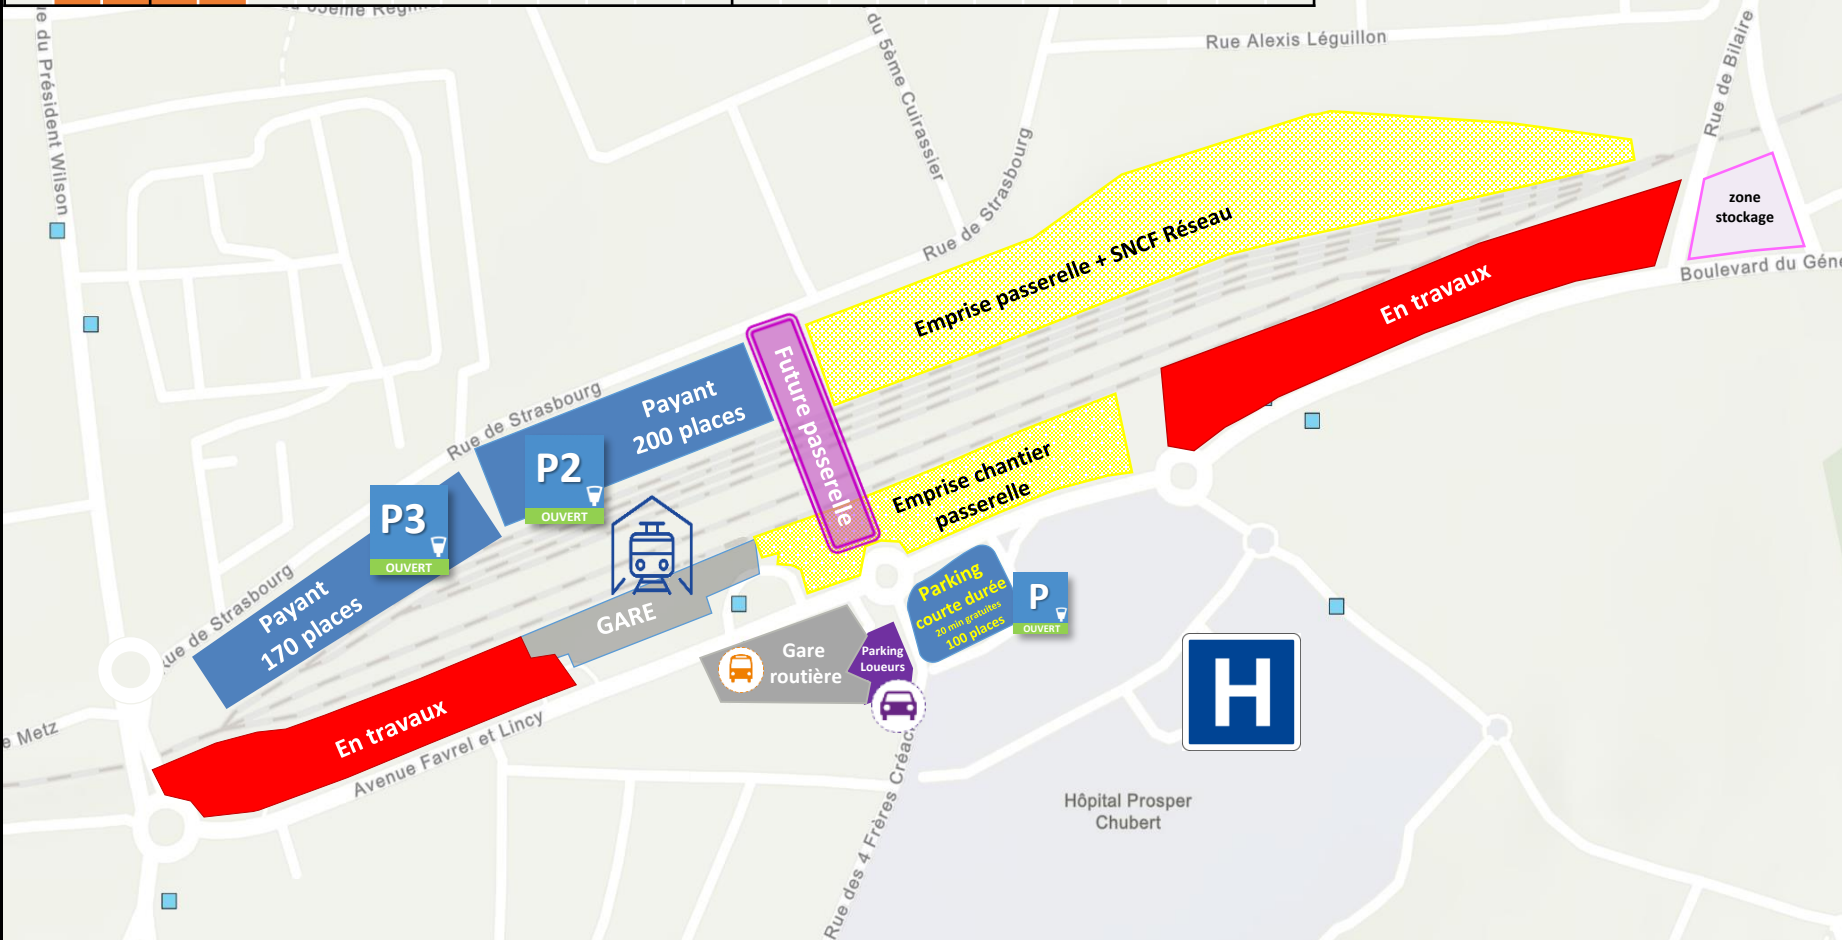 Rue Alexis Léguillon
Rue de Bilaire
du 5ème Cuirassier
Rue de Strasbourg
du Président Wilson
zone
stockage
Boulevard du Géné
Emprise passerelle + SNCF Réseau
En travaux
Future passerelle
Payant
200 places
Rue de Strasbourg
P2
OUVERT
P3
OUVERT
Emprise chantier
passerelle
Payant
170 places
Rue de Strasbourg
GARE
Parking
courte durée
20 min gratuites
100 places
P
OUVERT
Gare
routière
Parking
Loueurs
H
En travaux
Avenue Favrel et Lincy
Metz
Rue des 4 Frères Créac
Hôpital Prosper
Chubert